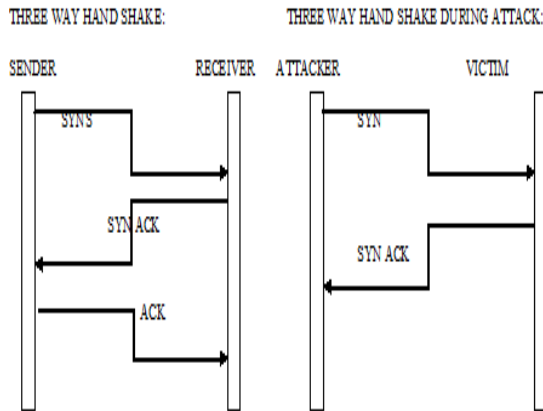 THREE WAY HAND SHAKE:
THREE WAY HAND SHAKE DURING ATTACK:
SENDER
RECEIVER
ATTACKER
VICTIM
SYN S
SYN
SYN ACK
SYN ACK
ACK